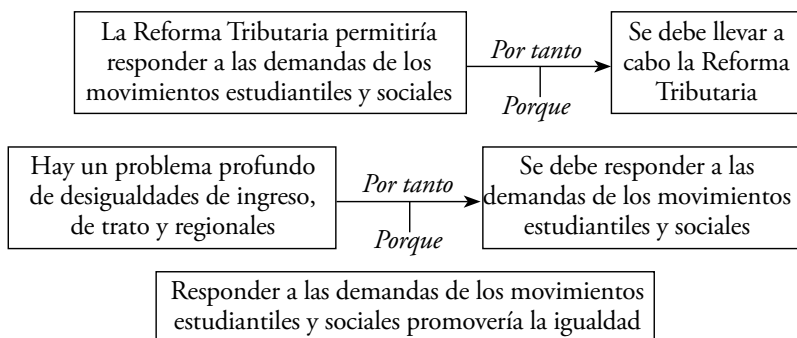 La Reforma Tributaria permitiría
responder a las demandas de los
movimientos estudiantiles y sociales
Por tanto
Porque
Se debe llevar a
cabo la Reforma
Tributaria
Hay un problema profundo
de desigualdades de ingreso,
de trato y regionales
Por tanto
Porque
Se debe responder a las
demandas de los movimientos
estudiantiles y sociales
Responder a las demandas de los movimientos
estudiantiles y sociales promovería la igualdad